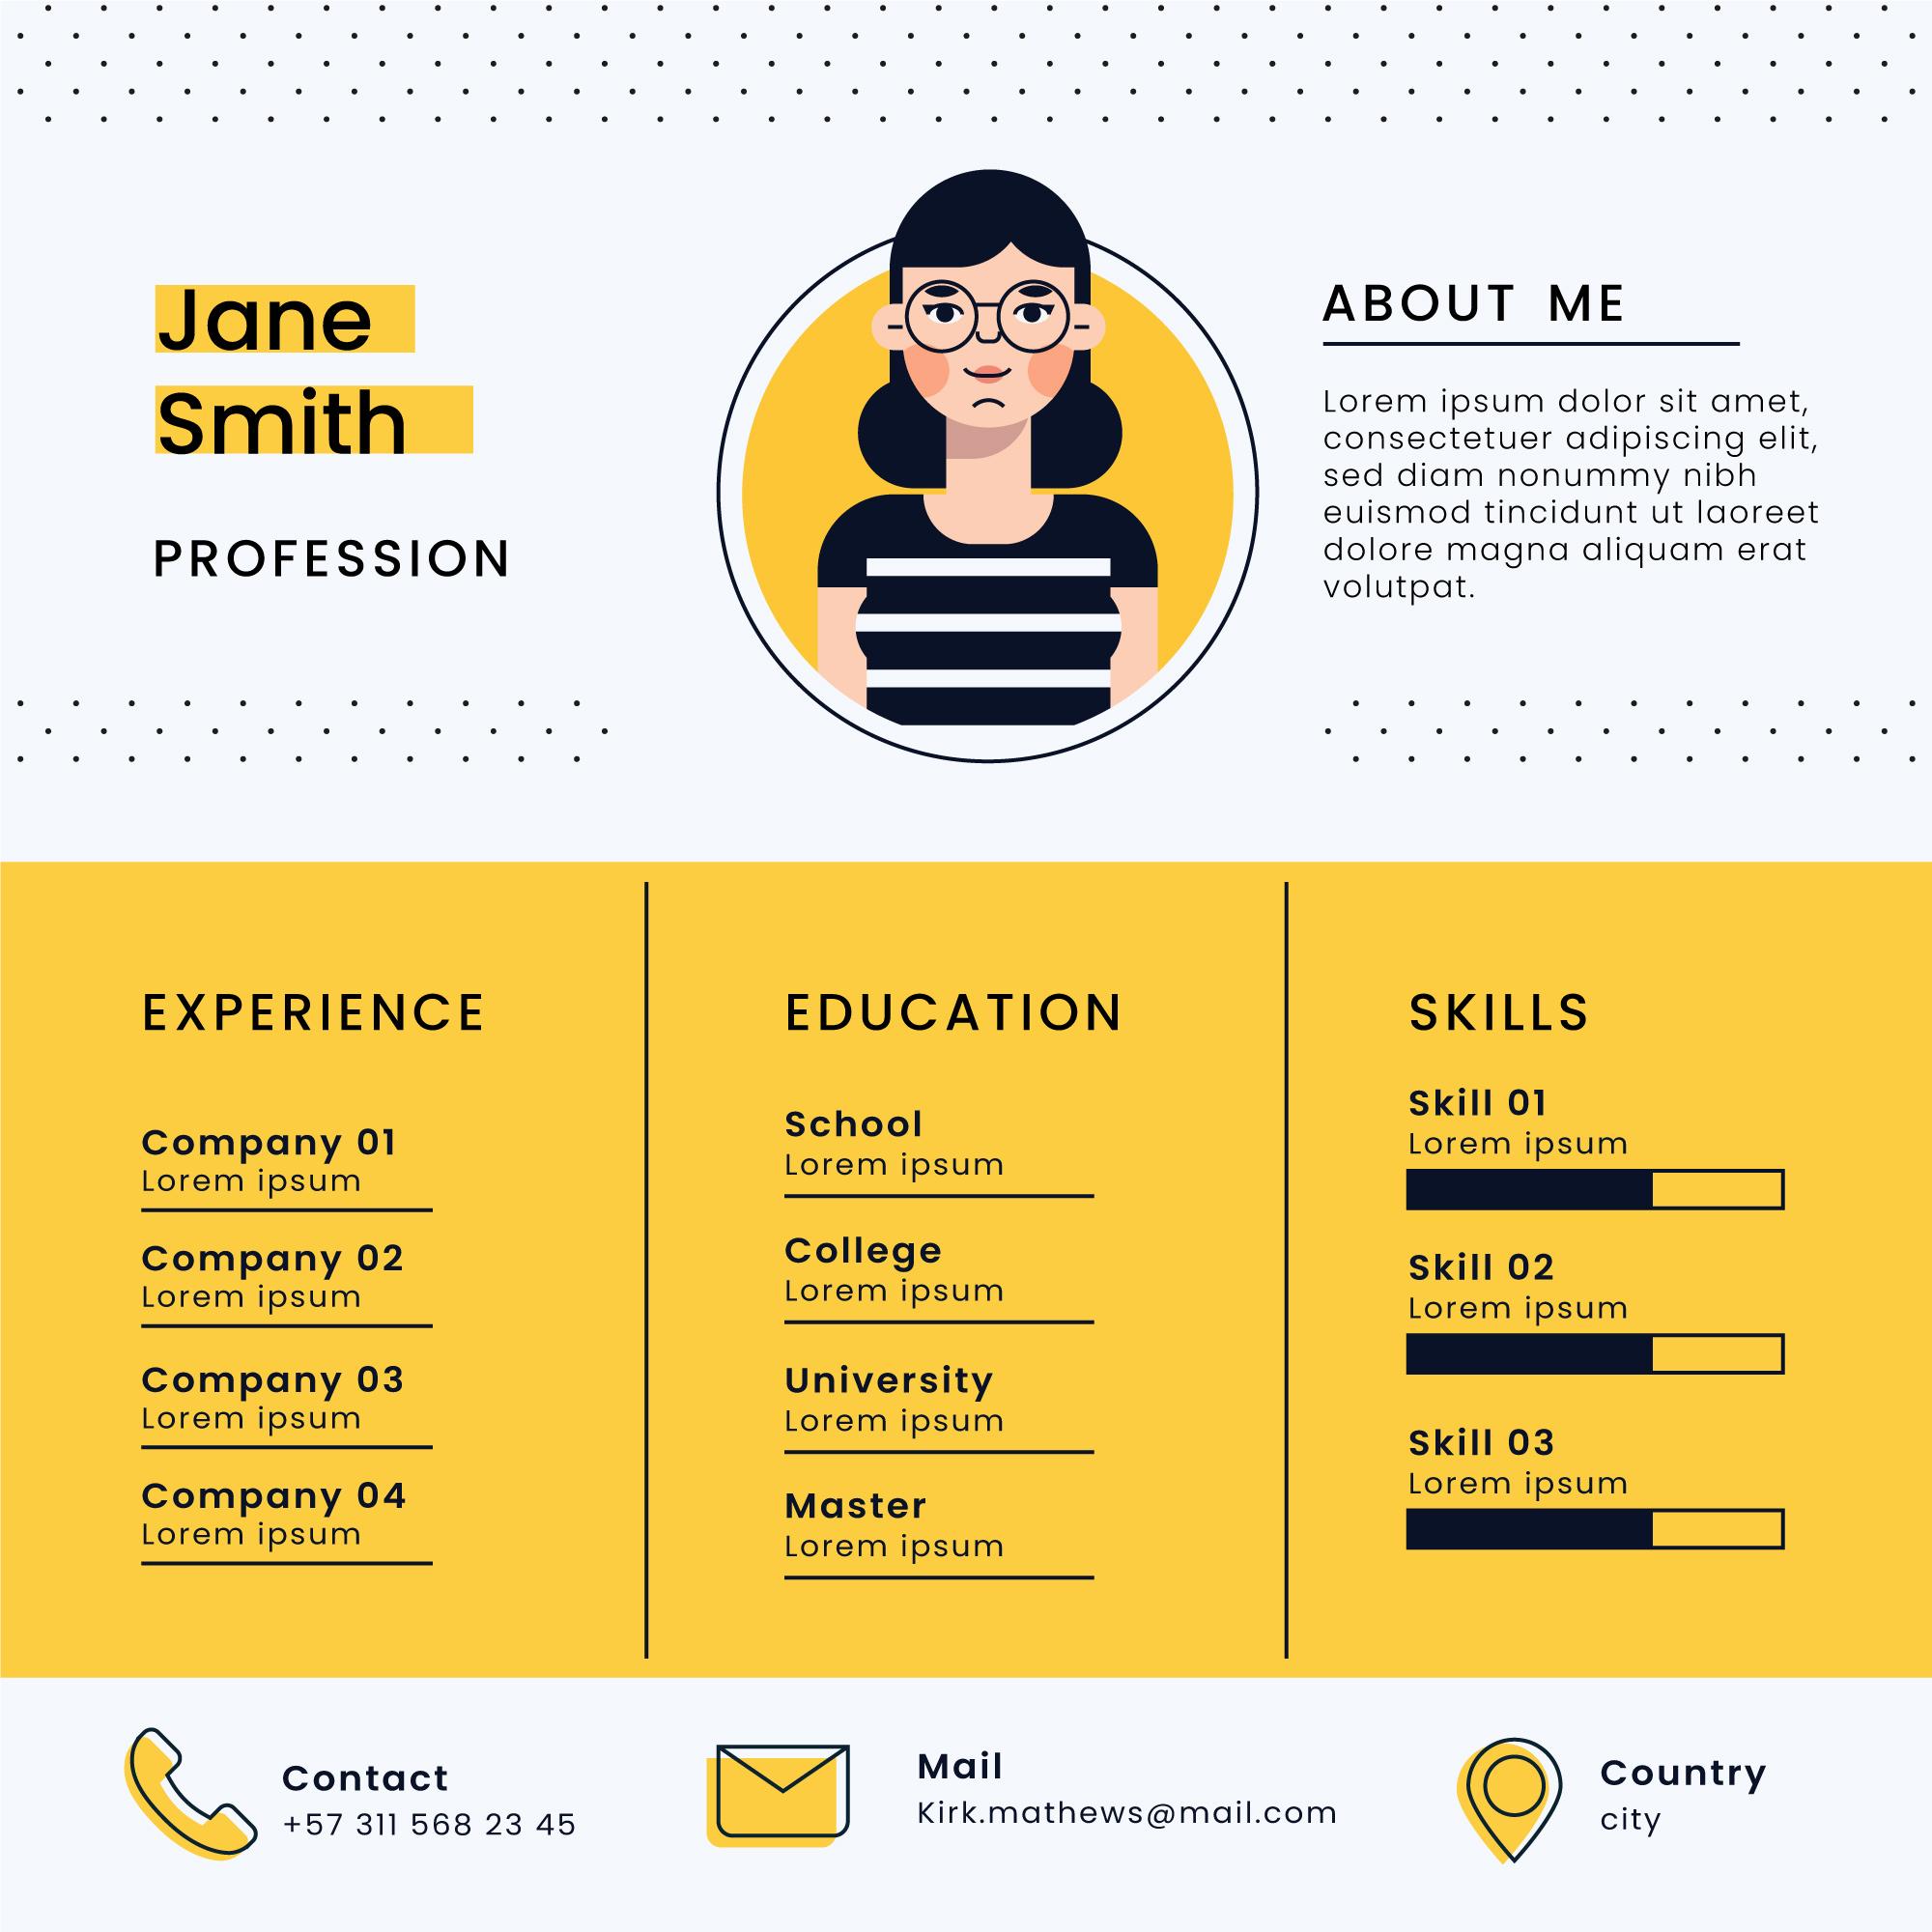 Jane
Smith
PROFESSION
ABOUT ME
Lorem ipsum dolor sit amet,
consectetuer adipiscing elit,
sed diam nonummy nibh
euismod tincidunt ut laoreet
dolore magna aliquam erat
volutpat.
EXPERIENCE
Company 01
Lorem ipsum
Company 02
Lorem ipsum
Company 03
Lorem ipsum
Company 04
Lorem ipsum
EDUCATION
School
Lorem ipsum
College
Lorem ipsum
University
Lorem ipsum
Master
Lorem ipsum
SKILLS
Skill 01
Lorem ipsum
Skill 02
Lorem ipsum
Skill 03
Lorem ipsum
Contact
+57 311 568 23 45
Mail
Kirk.mathews@mail.com
Country
city